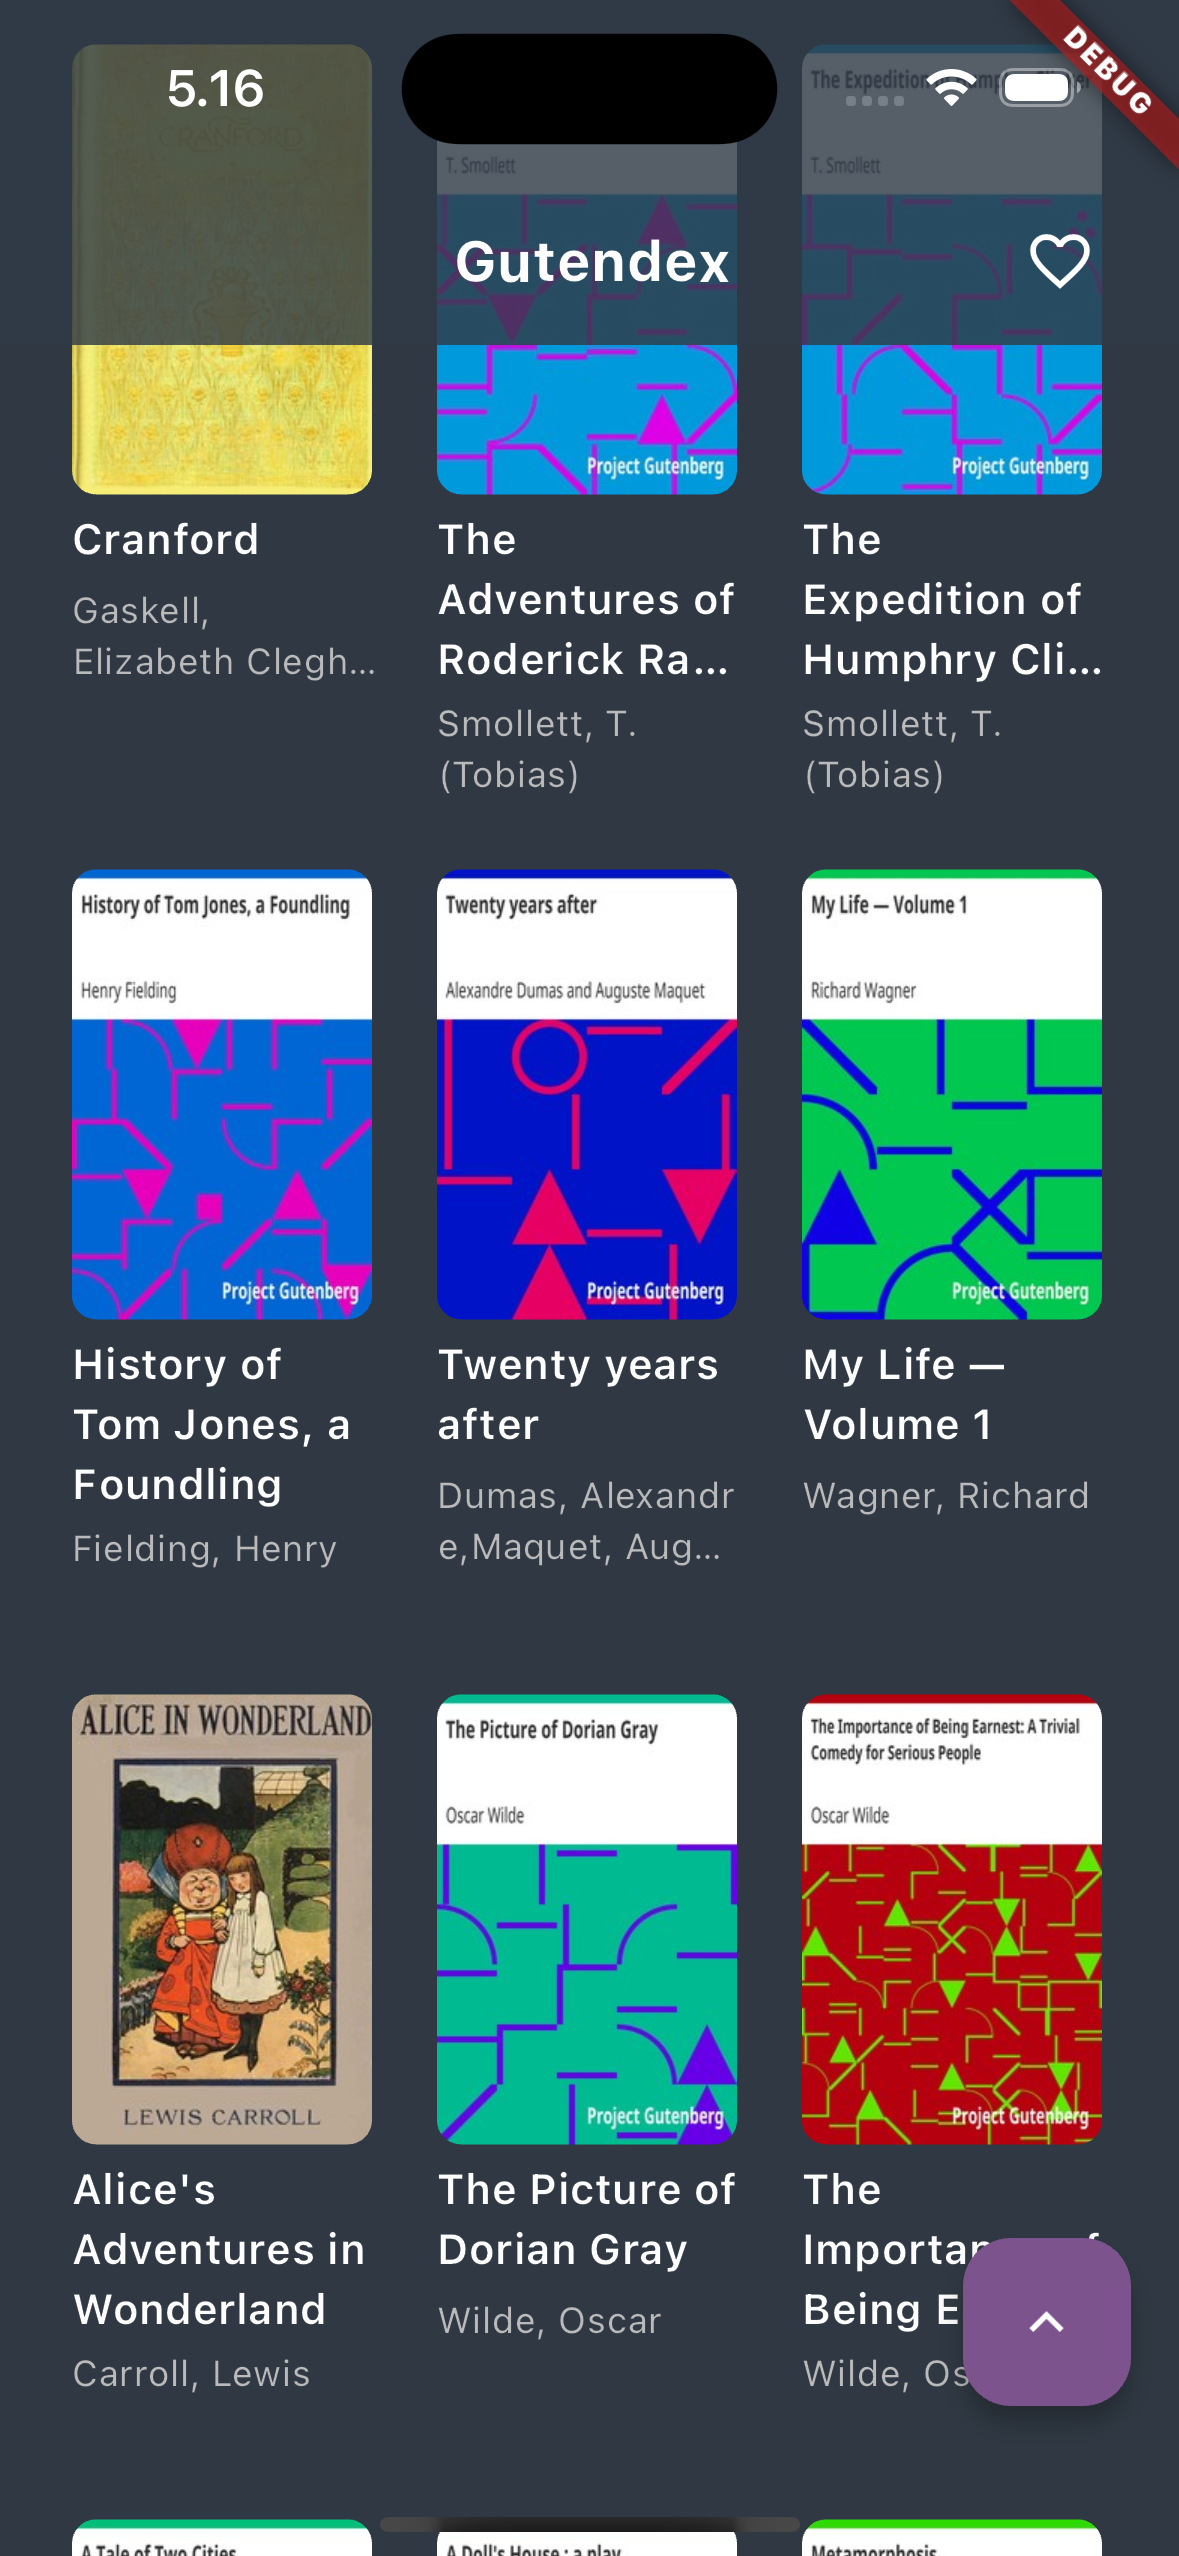 5.16
DEBUG
CRANFORD
The Expedition
T. Smollett
T. Smollett
Gutendex
Project Gutenberg
Project Gutenberg
Cranford
Gaskell,
Elizabeth Clegh...
The
Adventures of
Roderick Ra...
Smollett, T.
(Tobias)
The
Expedition of
Humphry Cli...
Smollett, T.
(Tobias)
History of Tom Jones, a Foundling
Henry Fielding
Project Gutenberg
Twenty years after
Alexandre Dumas and Auguste Maquet
Project Gutenberg
My Life — Volume 1
Richard Wagner
Project Gutenberg
History of
Tom Jones, a
Foundling
Fielding, Henry
Twenty years
after
Dumas, Alexandr
e,Maquet, Aug...
My Life —
Volume 1
Wagner, Richard
ALICE IN WONDERLAND
LEWIS CARROLL
The Picture of Dorian Gray
Oscar Wilde
Project Gutenberg
The Importance of Being Earnest: A Trivial
Comedy for Serious People
Oscar Wilde
Project Gutenberg
Alice's
Adventures in
Wonderland
Carroll, Lewis
The Picture of
Dorian Gray
Wilde, Oscar
The
Being
Wilde,
A Tale of Two Cities
A Doll's House : a play
Metamorphosis